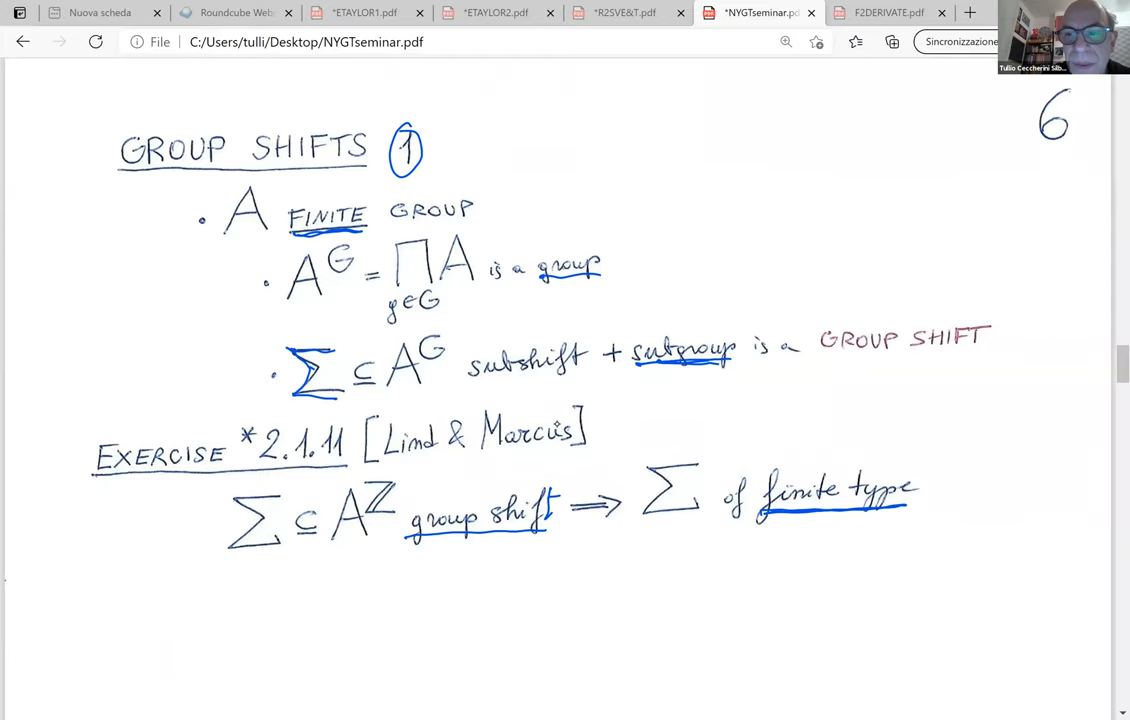 Nuova scheda
Roundcube Web
*ETAYLOR1.pdf
*ETAYLOR2.pdf
*R2SVE&T.pdf
*NYGTseminar.pd
F2DERIVATE.pdf
File
C:/Users/tulli/Desktop/NYGTseminar.pdf
Sincronizzazione
Tullio Ceccherini Silb...
6
GROUP SHIFTS 1
. A FINITE GROUP
. A^G = ∏_{g∈G} A is a group
. Σ ⊆ A^G subshift + subgroup is a GROUP SHIFT
EXERCISE *2.1.11 [Lind & Marcus]
Σ ⊆ A^ℤ group shift ⟹ Σ of finite type